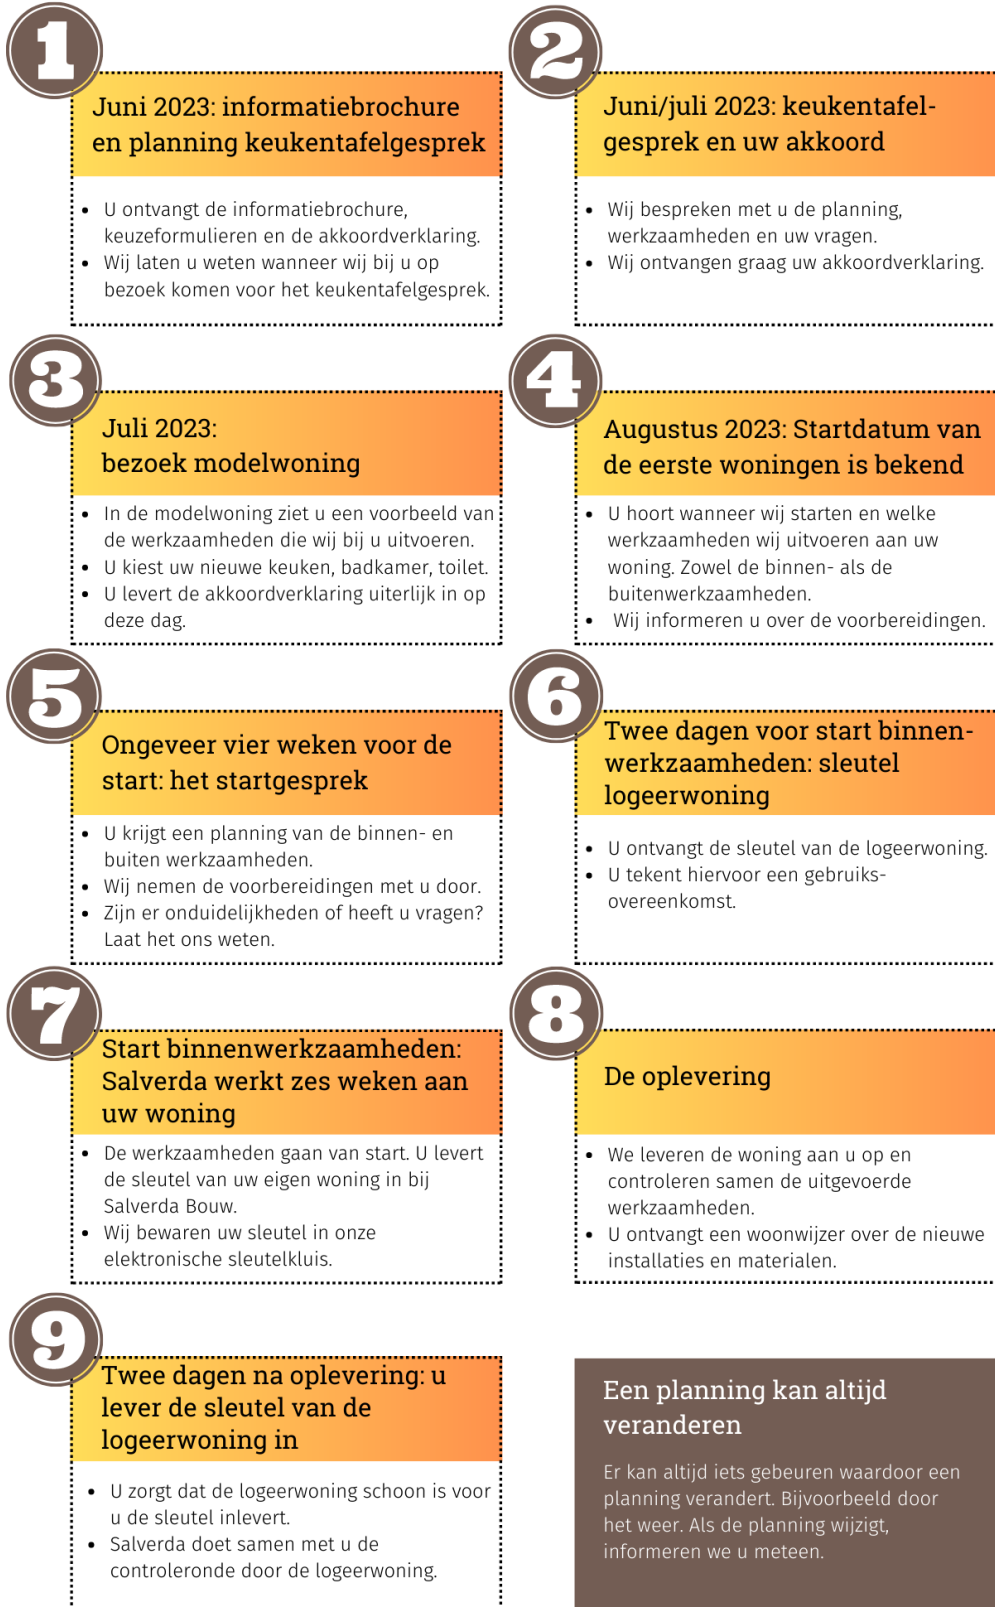 1
Juni 2023: informatiebrochure
en planning keukentafelgesprek
• U ontvangt de informatiebrochure,
keuzeformulieren en de akkoordverklaring.
• Wij laten u weten wanneer wij bij u op
bezoek komen voor het keukentafelgesprek.
2
Juni/juli 2023: keukentafel-
gesprek en uw akkoord
• Wij bespreken met u de planning,
werkzaamheden en uw vragen.
• Wij ontvangen graag uw akkoordverklaring.
3
Juli 2023:
bezoek modelwoning
• In de modelwoning ziet u een voorbeeld van
de werkzaamheden die wij bij u uitvoeren.
• U kiest uw nieuwe keuken, badkamer, toilet.
• U levert de akkoordverklaring uiterlijk in op
deze dag.
4
Augustus 2023: Startdatum van
de eerste woningen is bekend
• U hoort wanneer wij starten en welke
werkzaamheden wij uitvoeren aan uw
woning. Zowel de binnen- als de
buitenwerkzaamheden.
• Wij informeren u over de voorbereidingen.
5
Ongeveer vier weken voor de
start: het startgesprek
• U krijgt een planning van de binnen- en
buiten werkzaamheden.
• Wij nemen de voorbereidingen met u door.
• Zijn er onduidelijkheden of heeft u vragen?
Laat het ons weten.
6
Twee dagen voor start binnen-
werkzaamheden: sleutel
logeerwoning
• U ontvangt de sleutel van de logeerwoning.
• U tekent hiervoor een gebruiks-
overeenkomst.
7
Start binnenwerkzaamheden:
Salverda werkt zes weken aan
uw woning
• De werkzaamheden gaan van start. U levert
de sleutel van uw eigen woning in bij
Salverda Bouw.
• Wij bewaren uw sleutel in onze
elektronische sleutelkluis.
8
De oplevering
• We leveren de woning aan u op en
controleren samen de uitgevoerde
werkzaamheden.
• U ontvangt een woonwijzer over de nieuwe
installaties en materialen.
9
Twee dagen na oplevering: u
lever de sleutel van de
logeerwoning in
• U zorgt dat de logeerwoning schoon is voor
u de sleutel inlevert.
• Salverda doet samen met u de
controleronde door de logeerwoning.
Een planning kan altijd
veranderen
Er kan altijd iets gebeuren waardoor een
planning verandert. Bijvoorbeeld door
het weer. Als de planning wijzigt,
informeren we u meteen.